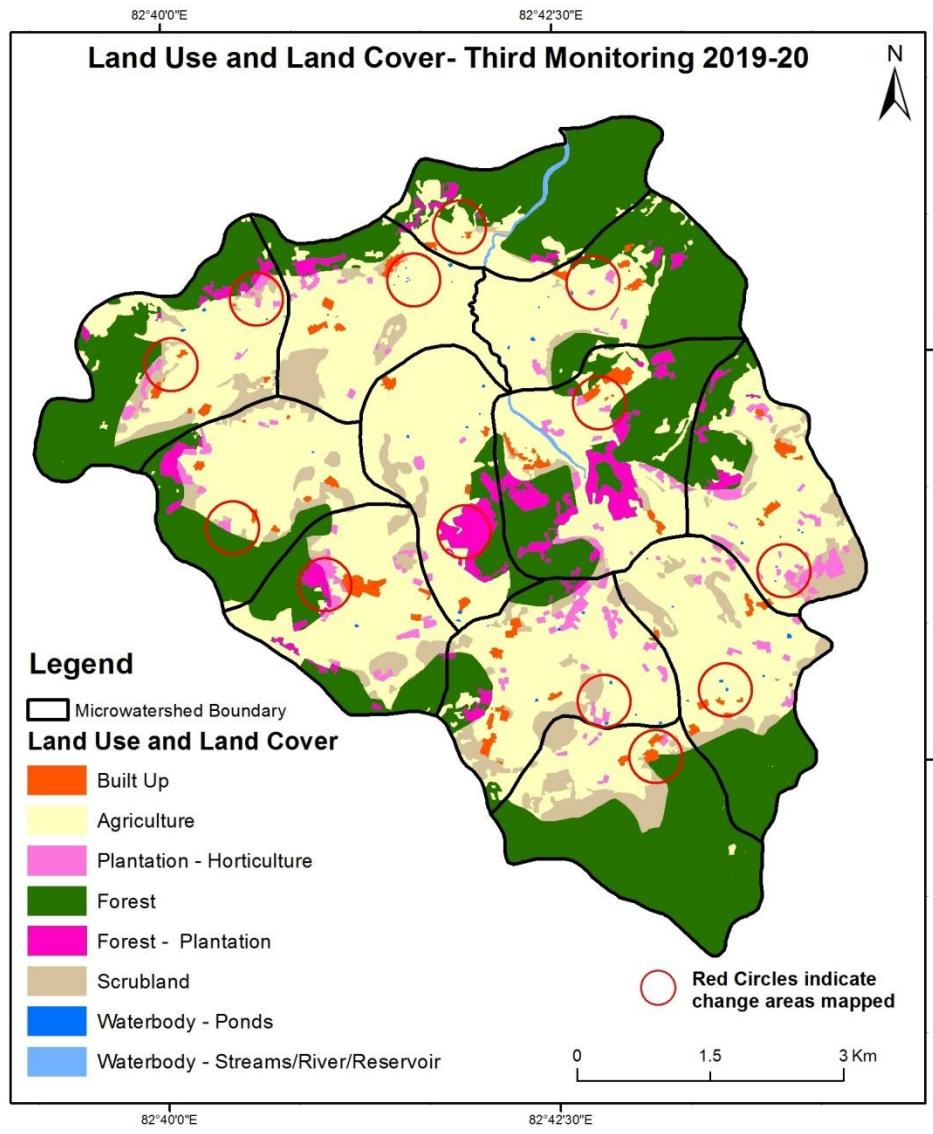 82°40'0"E
82°42'30"E
Land Use and Land Cover- Third Monitoring 2019-20
N
Legend
Microwatershed Boundary
Land Use and Land Cover
Built Up
Agriculture
Plantation - Horticulture
Forest
Forest -  Plantation
Scrubland
Waterbody - Ponds
Waterbody - Streams/River/Reservoir
Red Circles indicate
change areas mapped
0
1.5
3 Km
82°40'0"E
82°42'30"E